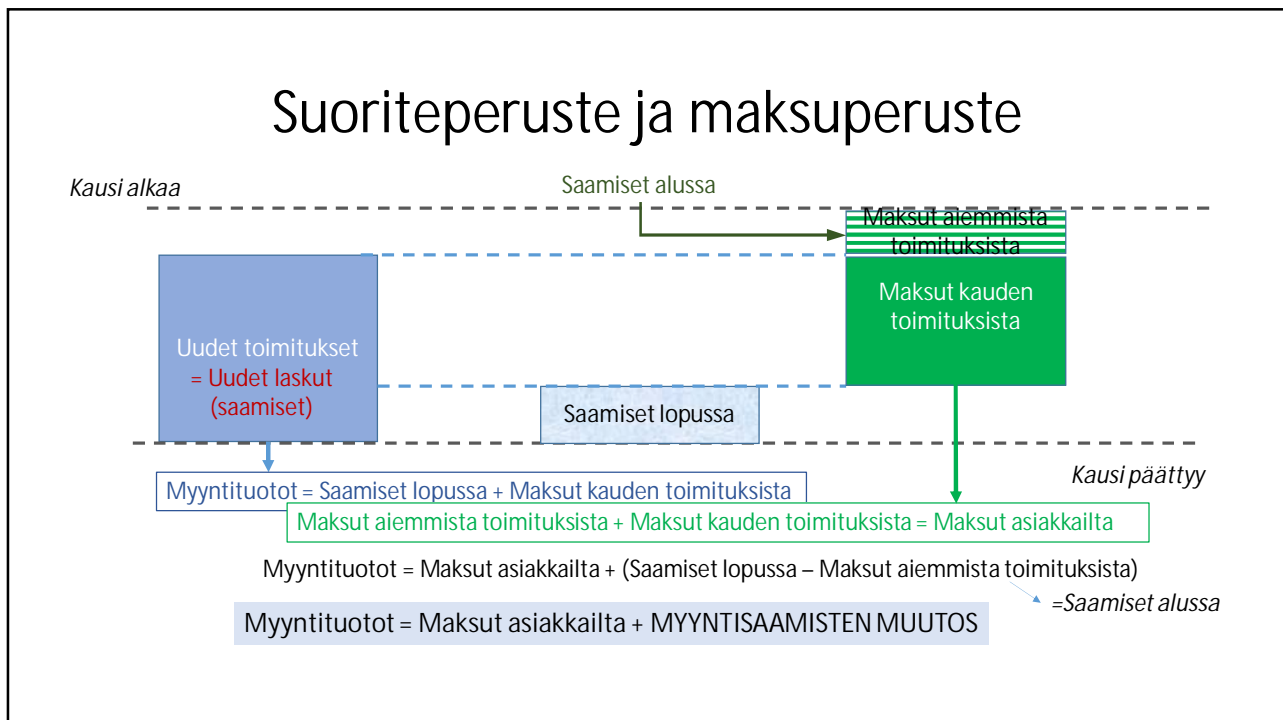 Suoriteperuste ja maksuperuste
Kausi alkaa
Saamiset alussa
Maksut aiemmista
toimituksista
Maksut kauden
toimituksista
Uudet toimitukset
= Uudet laskut
(saamiset)
Saamiset lopussa
Kausi päättyy
Myyntituotot = Saamiset lopussa + Maksut kauden toimituksista
Maksut aiemmista toimituksista + Maksut kauden toimituksista = Maksut asiakkailta
Myyntituotot = Maksut asiakkailta + (Saamiset lopussa – Maksut aiemmista toimituksista)
=Saamiset alussa
Myyntituotot = Maksut asiakkailta + MYYNTISAAMISTEN MUUTOS